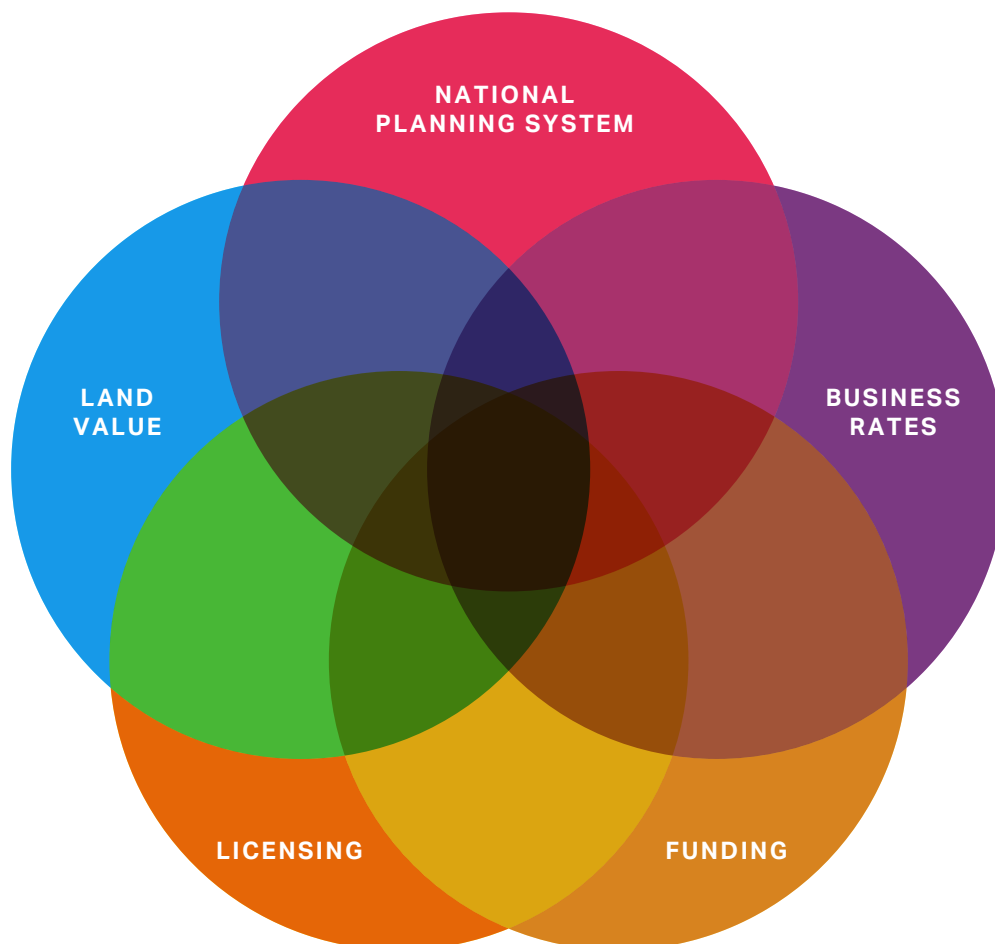 NATIONAL
PLANNING SYSTEM
LAND
VALUE
BUSINESS
RATES
LICENSING
FUNDING